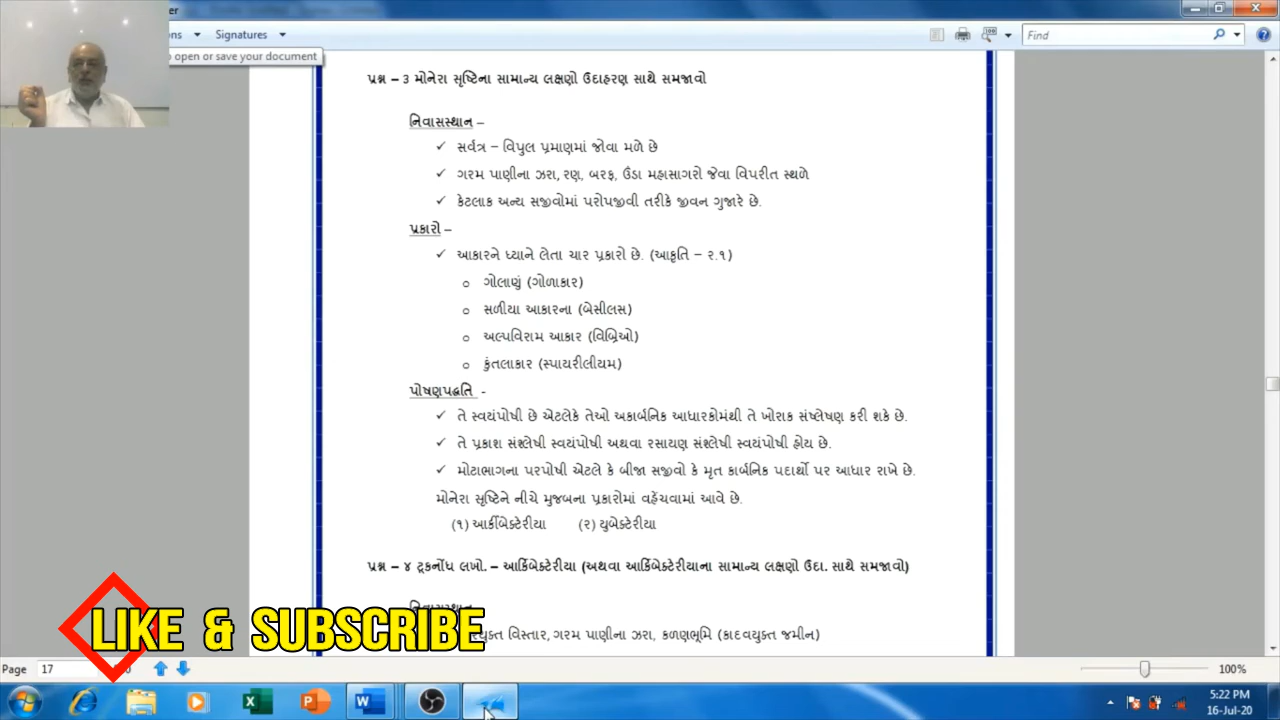 er
ons
Signatures
o open or save your document
Find
પ્રશ્ન – 3 મોનેરા સૃષ્ટિના સામાન્ય લક્ષણો ઉદાહરણ સાથે સમજાવો
નિવાસસ્થાન –
✓ સર્વત્ર – વિપુલ પ્રમાણમાં જોવા મળે છે
✓ ગરમ પાણીના ઝરા, રણ, બરફ, ઉંડા મહાસાગરો જેવા વિપરીત સ્થળે
✓ કેટલાક અન્ય સજીવોમાં પરોપજીવી તરીકે જીવન ગુજારે છે.
પ્રકારો –
✓ આકારને ધ્યાને લેતા ચાર પ્રકારો છે. (આકૃતિ – ૨.૧)
o ગોલાણું (ગોળાકાર)
o સળીયા આકારના (બેસીલસ)
o અલ્પવિરામ આકાર (વિબ્રિઓ)
o કુંતલાકાર (સ્પાયરીલીયમ)
પોષણપદ્ધતિ -
✓ તે સ્વયંપોષી છે એટલેકે તેઓ અકાર્બનિક આધારકોમંથી તે ખોરાક સંષ્લેષણ કરી શકે છે.
✓ તે પ્રકાશ સંશ્લેષી સ્વયંપોષી અથવા રસાયણ સંશ્લેષી સ્વયંપોષી હોય છે.
✓ મોટાભાગના પરપોષી એટલે કે બીજા સજીવો કે મૃત કાર્બનિક પદાર્થો પર આધાર રાખે છે.
મોનેરા સૃષ્ટિને નીચે મુજબના પ્રકારોમાં વહેંચવામાં આવે છે.
(૧) આર્કીબેક્ટેરીયા (૨) યુબેક્ટેરીયા
પ્રશ્ન – ૪ ટૂકનોંધ લખો. – આર્કિબેક્ટેરીયા (અથવા આર્કિબેક્ટેરીયાના સામાન્ય લક્ષણો ઉદા. સાથે સમજાવો)
વિસ્તાર, ગરમ પાણીના ઝરા, કળણભૂમિ (કાદવયુક્ત જમીન)
LIKE & SUBSCRIBE
Page 17
100%
5:22 PM
16-Jul-20